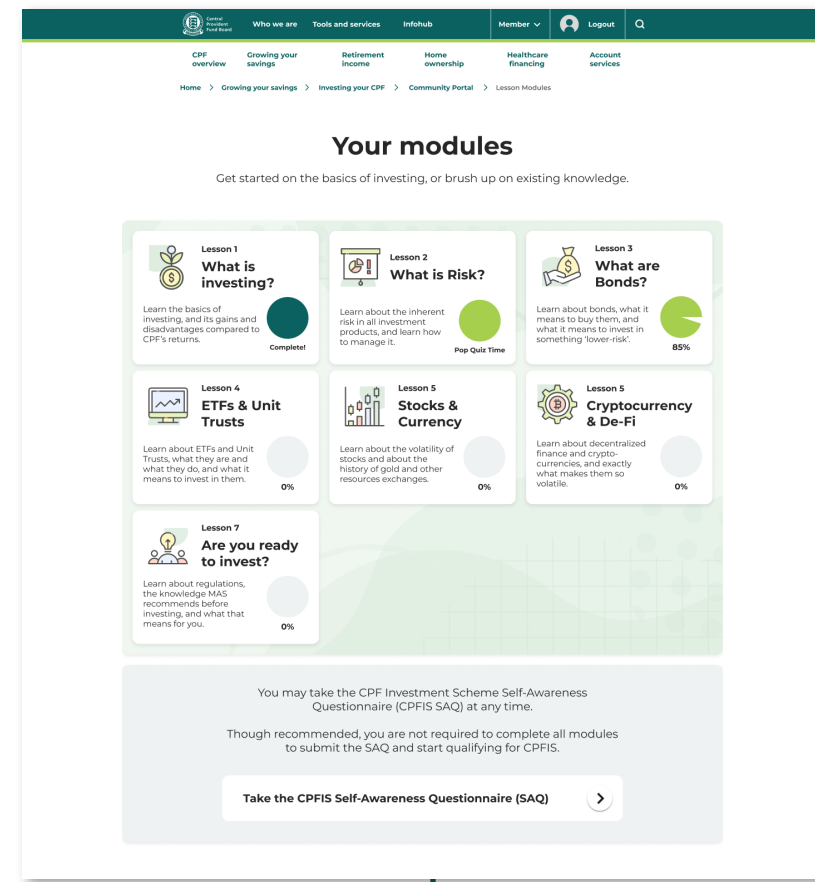 Central
Provident
Fund Board
Who we are
Tools and services
Infohub
Member
Logout
CPF
overview
Growing your
savings
Retirement
income
Home
ownership
Healthcare
financing
Account
services
Home > Growing your savings > Investing your CPF > Community Portal > Lesson Modules
Your modules
Get started on the basics of investing, or brush up on existing knowledge.
Lesson 1
What is
investing?
Learn the basics of
investing, and its gains and
disadvantages compared to
CPF's returns.
Complete!
Lesson 2
What is Risk?
Learn about the inherent
risk in all investment
products, and learn how
to manage it.
Pop Quiz Time
Lesson 3
What are
Bonds?
Learn about bonds, what it
means to buy them, and
what it means to invest in
something 'lower-risk'.
85%
Lesson 4
ETFs & Unit
Trusts
Learn about ETFs and Unit
Trusts, what they are and
what they do, and what it
means to invest in them.
0%
Lesson 5
Stocks &
Currency
Learn about the volatility of
stocks and about the
history of gold and other
resources exchanges.
0%
Lesson 5
Cryptocurrency
& De-Fi
Learn about decentralized
finance and crypto-
currencies, and exactly
what makes them so
volatile.
0%
Lesson 7
Are you ready
to invest?
Learn about regulations,
the knowledge MAS
recommends before
investing, and what that
means for you.
0%
You may take the CPF Investment Scheme Self-Awareness
Questionnaire (CPFIS SAQ) at any time.
Though recommended, you are not required to complete all modules
to submit the SAQ and start qualifying for CPFIS.
Take the CPFIS Self-Awareness Questionnaire (SAQ)